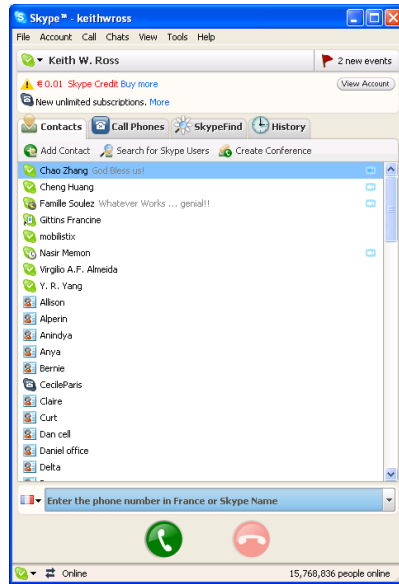 Skype™ - keithwross
File Account Call Chats View Tools Help
Keith W. Ross 2 new events
€ 0.01 Skype Credit Buy more View Account
New unlimited subscriptions. More
Contacts Call Phones SkypeFind History
Add Contact Search for Skype Users Create Conference
Chao Zhang God Bless us!
Cheng Huang
Famille Soulez Whatever Works ... genial!!
Gittins Francine
mobilistix
Nasir Memon
Virgilio A.F. Almeida
Y. R. Yang
Allison
Alperin
Anindya
Anya
Bernie
CecileParis
Claire
Curt
Dan cell
Daniel office
Delta
Enter the phone number in France or Skype Name
Online 15,768,836 people online